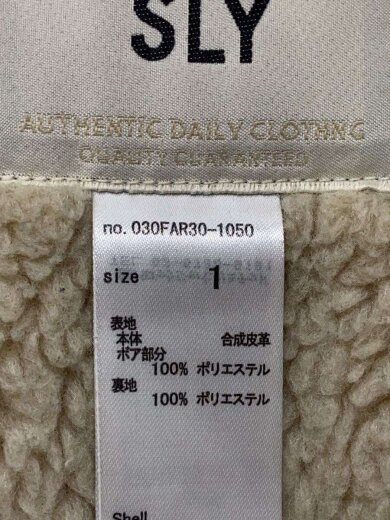 SLY
AUTHENTIC DAILY CLOTHNG
QUALITY GUARANTEED
no. 030FAR30-1050
size 1
表地
本体 合成皮革
ボア部分
100% ポリエステル
裏地
100% ポリエステル
Shell